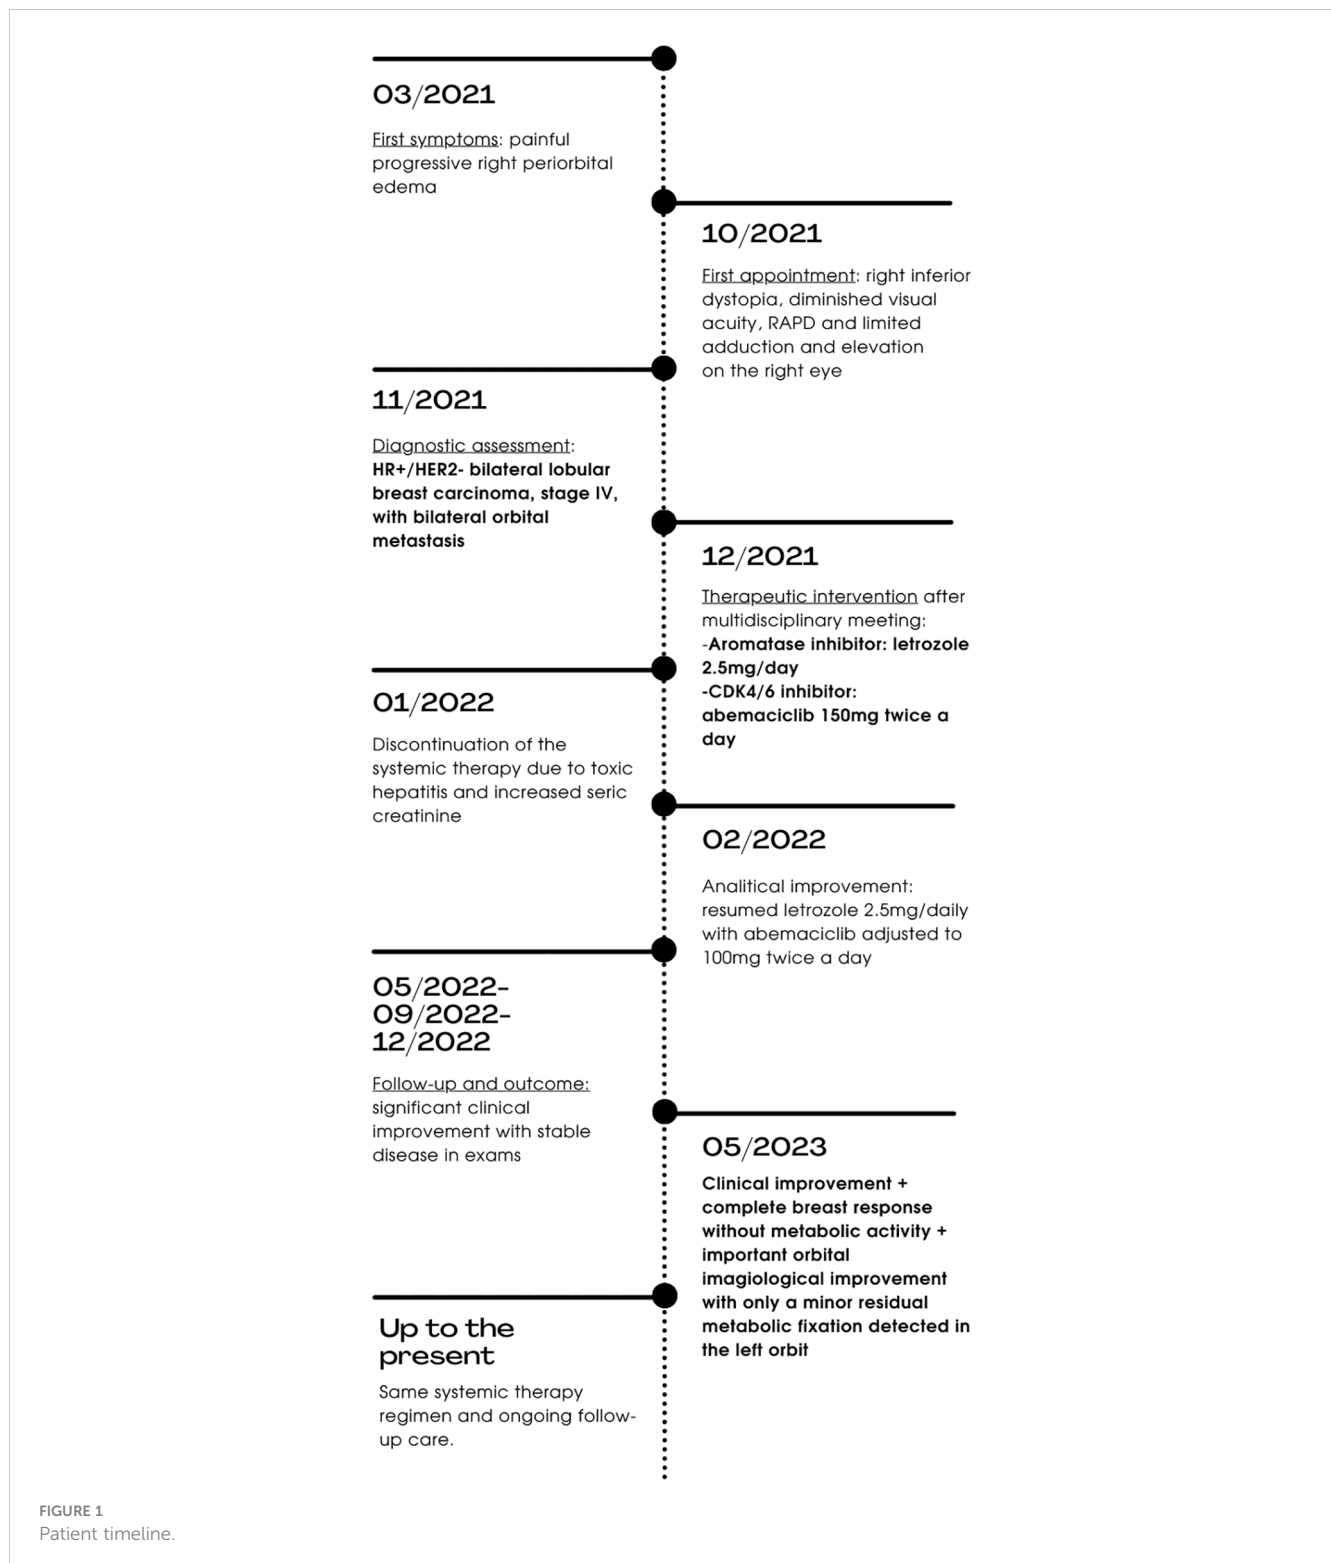 03/2021
First symptoms: painful
progressive right periorbital
edema
10/2021
First appointment: right inferior
dystopia, diminished visual
acuity, RAPD and limited
adduction and elevation
on the right eye
11/2021
Diagnostic assessment:
HR+/HER2- bilateral lobular
breast carcinoma, stage IV,
with bilateral orbital
metastasis
12/2021
Therapeutic intervention after
multidisciplinary meeting:
-Aromatase inhibitor: letrozole
2.5mg/day
-CDK4/6 inhibitor:
abemaciclib 150mg twice a
day
01/2022
Discontinuation of the
systemic therapy due to toxic
hepatitis and increased seric
creatinine
02/2022
Analitical improvement:
resumed letrozole 2.5mg/daily
with abemaciclib adjusted to
100mg twice a day
05/2022-
09/2022-
12/2022
Follow-up and outcome:
significant clinical
improvement with stable
disease in exams
05/2023
Clinical improvement +
complete breast response
without metabolic activity +
important orbital
imagiological improvement
with only a minor residual
metabolic fixation detected in
the left orbit
Up to the
present
Same systemic therapy
regimen and ongoing follow-
up care.
FIGURE 1
Patient timeline.